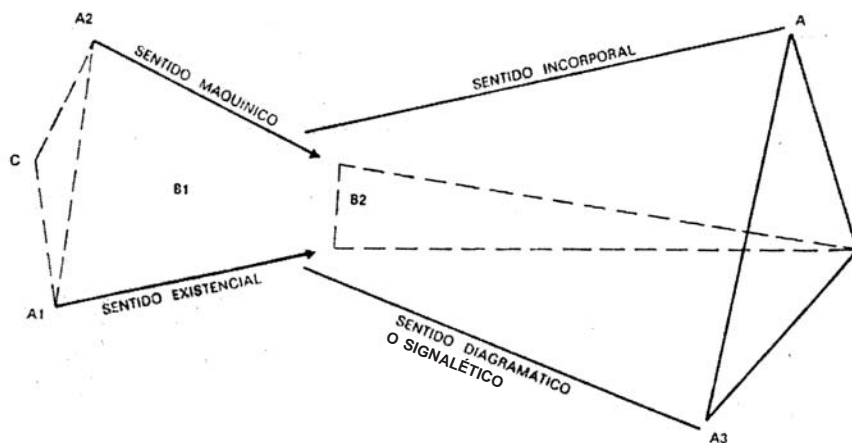 A2
A
SENTIDO MAQUINICO
SENTIDO INCORPORAL
C
B1
B2
SENTIDO EXISTENCIAL
A1
SENTIDO DIAGRAMATICO
O SIGNALÉTICO
A3